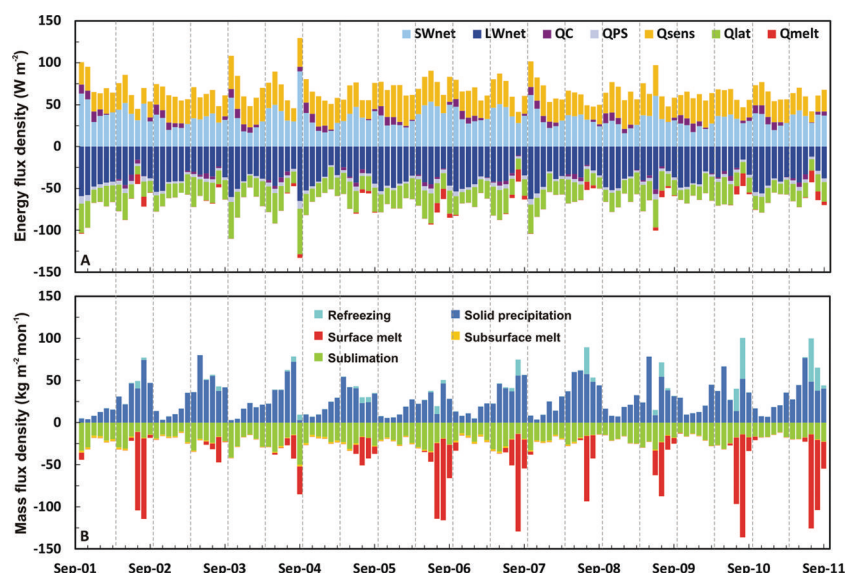 150
SWnet LWnet QC QPS Qsens Qlat Qmelt
100
50
0
-50
-100
-150
Energy flux density (W m⁻²)
A
150
Refreezing Solid precipitation
Surface melt Subsurface melt
Sublimation
100
50
0
-50
-100
-150
Mass flux density (kg m⁻² mon⁻¹)
B
Sep-01 Sep-02 Sep-03 Sep-04 Sep-05 Sep-06 Sep-07 Sep-08 Sep-09 Sep-10 Sep-11